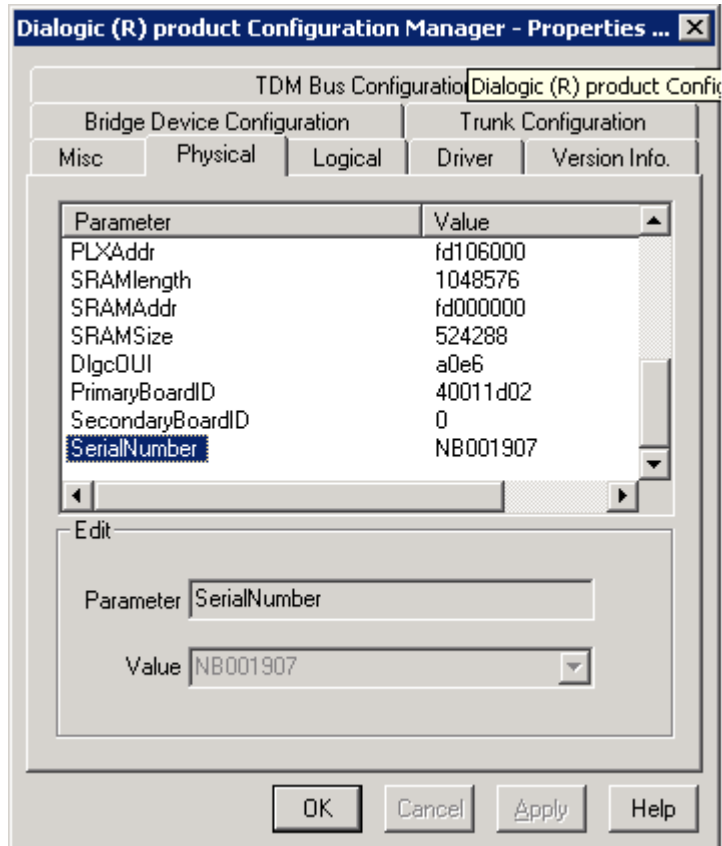 Dialogic (R) product Configuration Manager - Properties ...
TDM Bus Configuration Dialogic (R) product Config
Bridge Device Configuration Trunk Configuration
Misc Physical Logical Driver Version Info.
Parameter Value
PLXAddr fd106000
SRAMlength 1048576
SRAMAddr fd000000
SRAMSize 524288
DlgcOUI a0e6
PrimaryBoardID 40011d02
SecondaryBoardID 0
SerialNumber NB001907
Edit
Parameter SerialNumber
Value NB001907
OK Cancel Apply Help